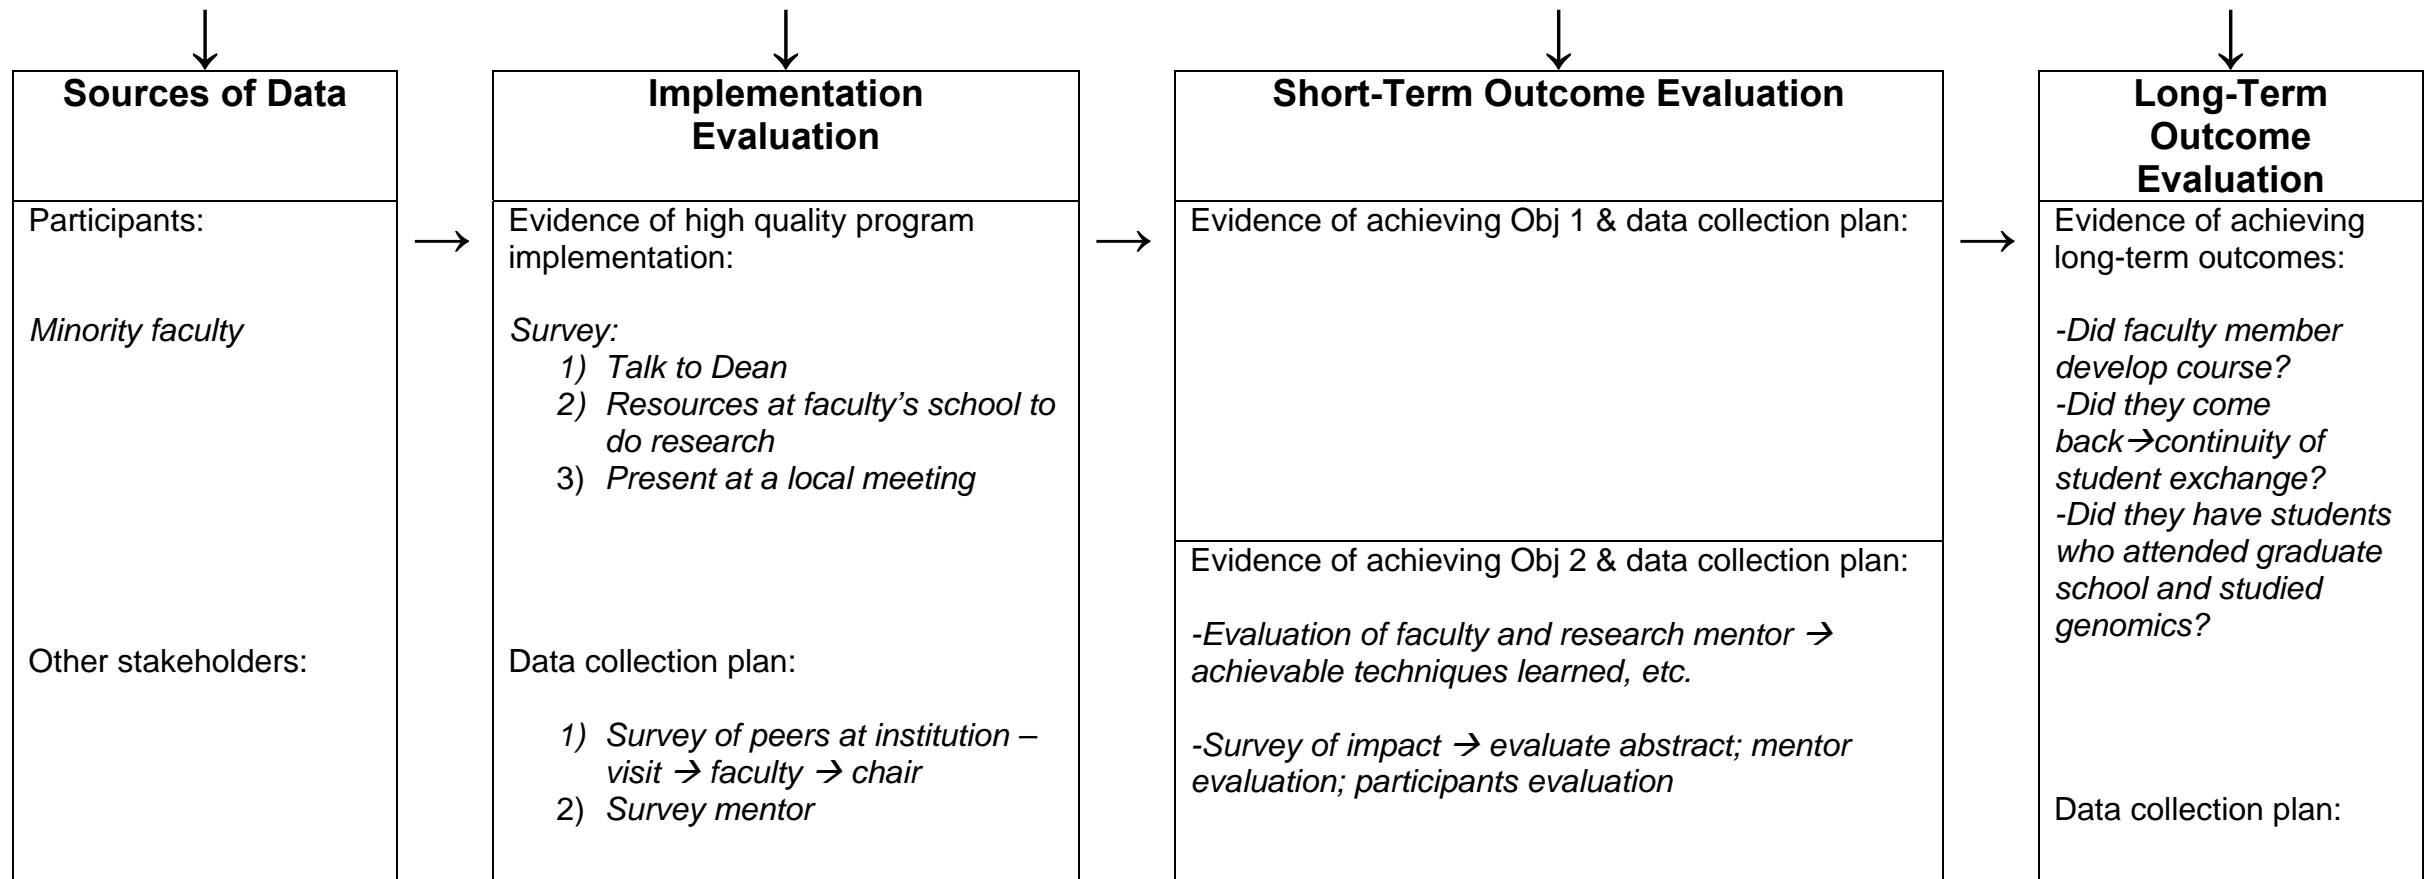 Sources of Data
Participants:
Minority faculty
Other stakeholders:
Implementation
Evaluation
Evidence of high quality program
implementation:
Survey:
1) Talk to Dean
2) Resources at faculty’s school to
do research
3) Present at a local meeting
Data collection plan:
1) Survey of peers at institution –
visit → faculty → chair
2) Survey mentor
Short-Term Outcome Evaluation
Evidence of achieving Obj 1 & data collection plan:
Evidence of achieving Obj 2 & data collection plan:
-Evaluation of faculty and research mentor →
achievable techniques learned, etc.
-Survey of impact → evaluate abstract; mentor
evaluation; participants evaluation
Long-Term
Outcome
Evaluation
Evidence of achieving
long-term outcomes:
-Did faculty member
develop course?
-Did they come
back→continuity of
student exchange?
-Did they have students
who attended graduate
school and studied
genomics?
Data collection plan: